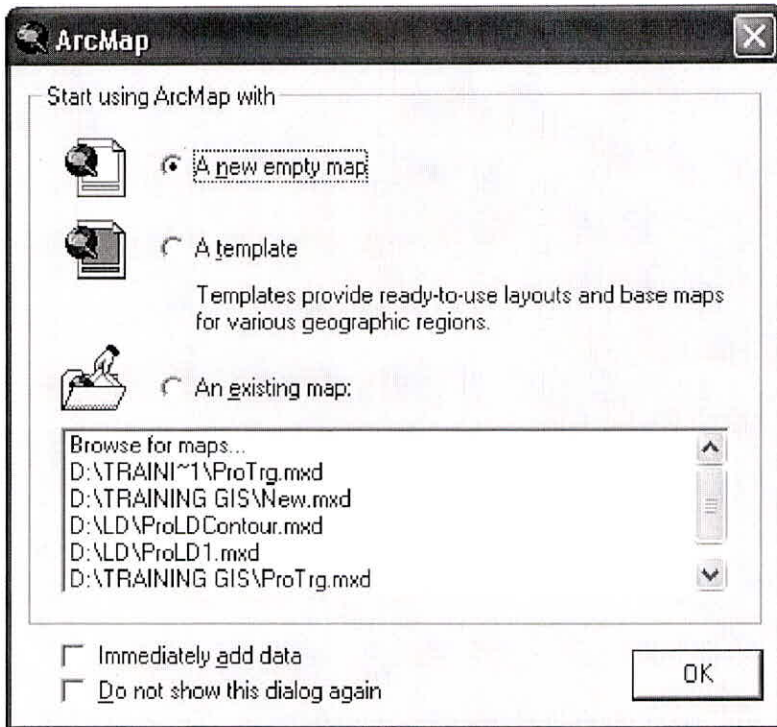 ArcMap
Start using ArcMap with
A new empty map
A template
Templates provide ready-to-use layouts and base maps
for various geographic regions.
An existing map:
Browse for maps...
D:\TRAINI~1\ProTrg.mxd
D:\TRAINING GIS\New.mxd
D:\LD\ProLDContour.mxd
D:\LD\ProLD1.mxd
D:\TRAINING GIS\ProTrg.mxd
Immediately add data
Do not show this dialog again
OK